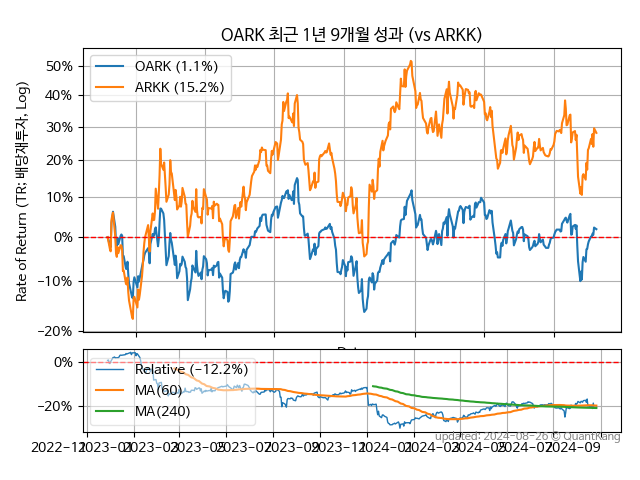 OARK 최근 1년 9개월 성과 (vs ARKK)
Rate of Return (TR: 배당재투자, Log)
50%
40%
30%
20%
10%
0%
−10%
−20%
OARK (1.1%)
ARKK (15.2%)
0%
−20%
Relative (−12.2%)
MA(60)
MA(240)
2022−11 2023−01 2023−03 2023−05 2023−07 2023−09 2023−11 2024−01 2024−03 2024−05 2024−07 2024−09
updated: 2024−08−26 © QuantKang